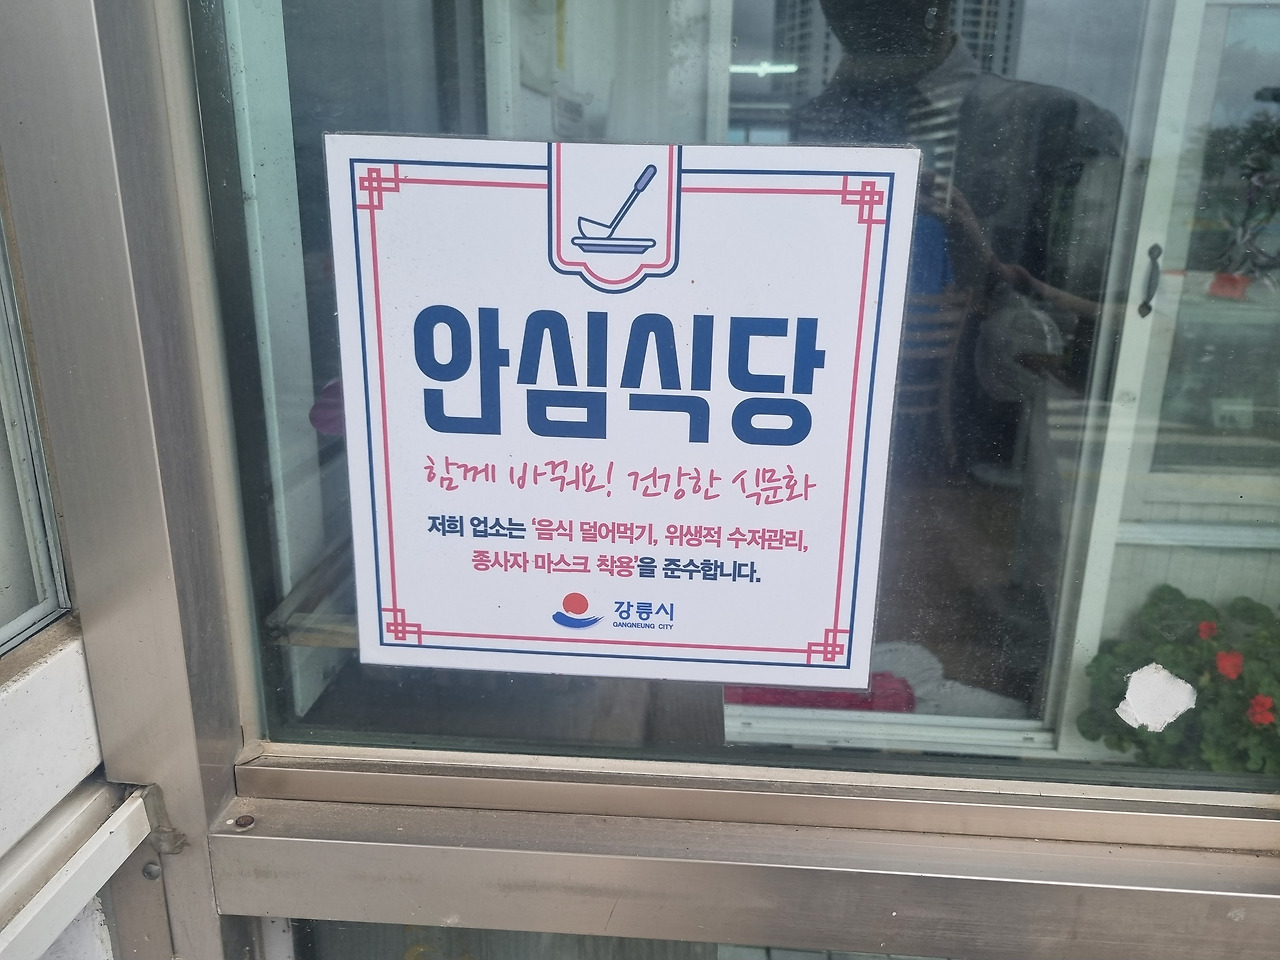 안심식당
함께 바꿔요! 건강한 식문화
저희 업소는 '음식 덜어먹기, 위생적 수저관리,
종사자 마스크 착용'을 준수합니다.
강릉시
GANGNEUNG CITY